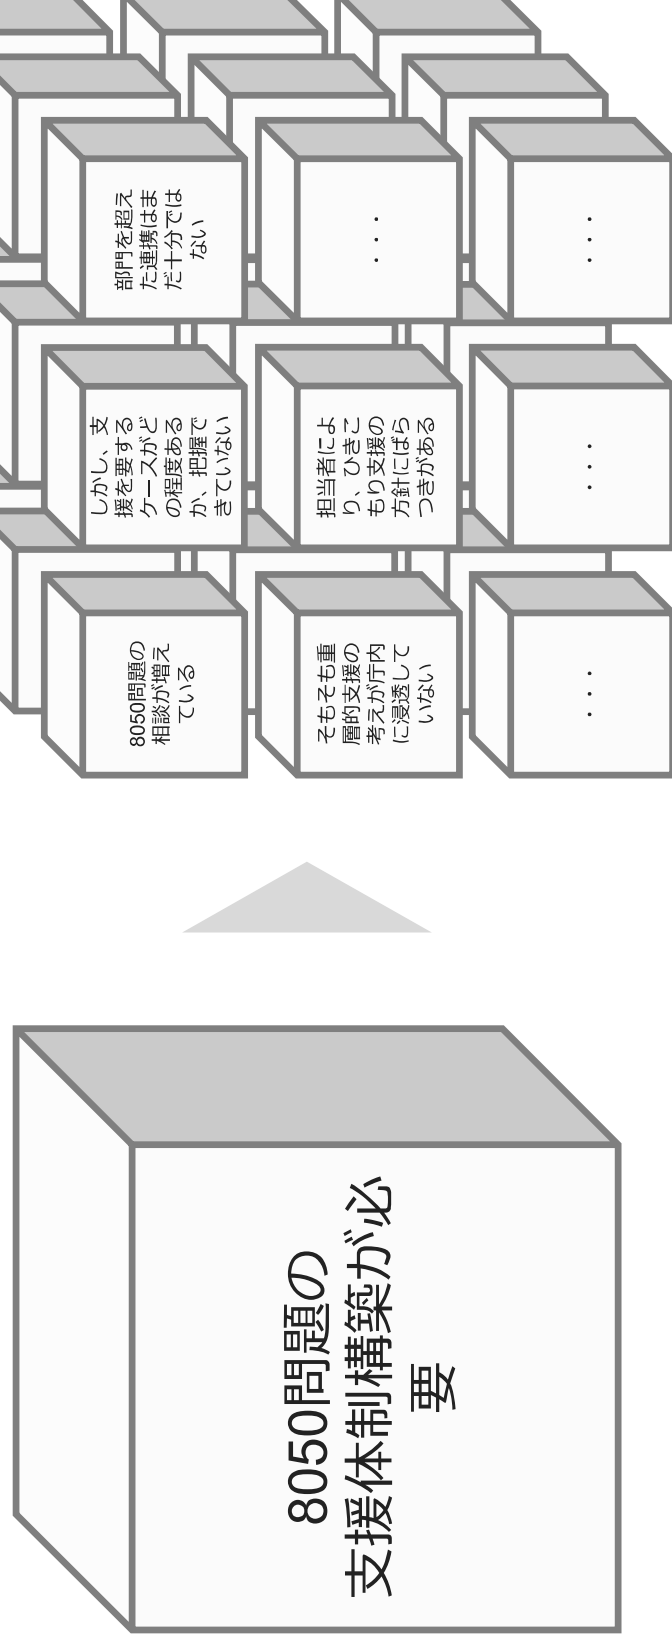 8050問題の
支援体制構築が必
要
8050問題の
相談が増え
ている
しかし、支
援を要する
ケースがど
の程度ある
か、把握で
きていない
部門を超え
た連携はま
だ十分では
ない
そもそも重
層的支援の
考えが庁内
に浸透して
いない
担当者によ
り、ひきこ
もり支援の
方針にばら
つきがある
・・・
・・・
・・・
・・・